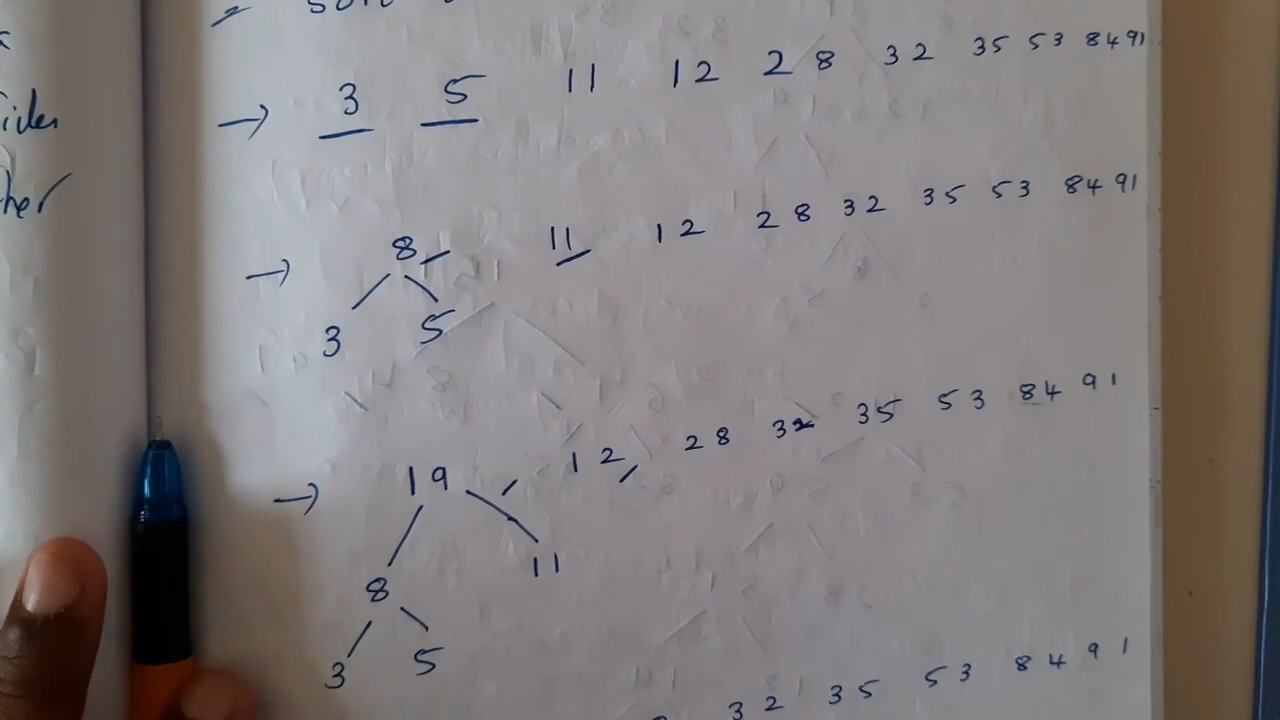 3 5 11 12 28 32 35 53 84 91
8 11 12 28 32 35 53 84 91
3 5
19 12 28 32 35 53 84 91
11
8
3 5
32 35 53 84 91